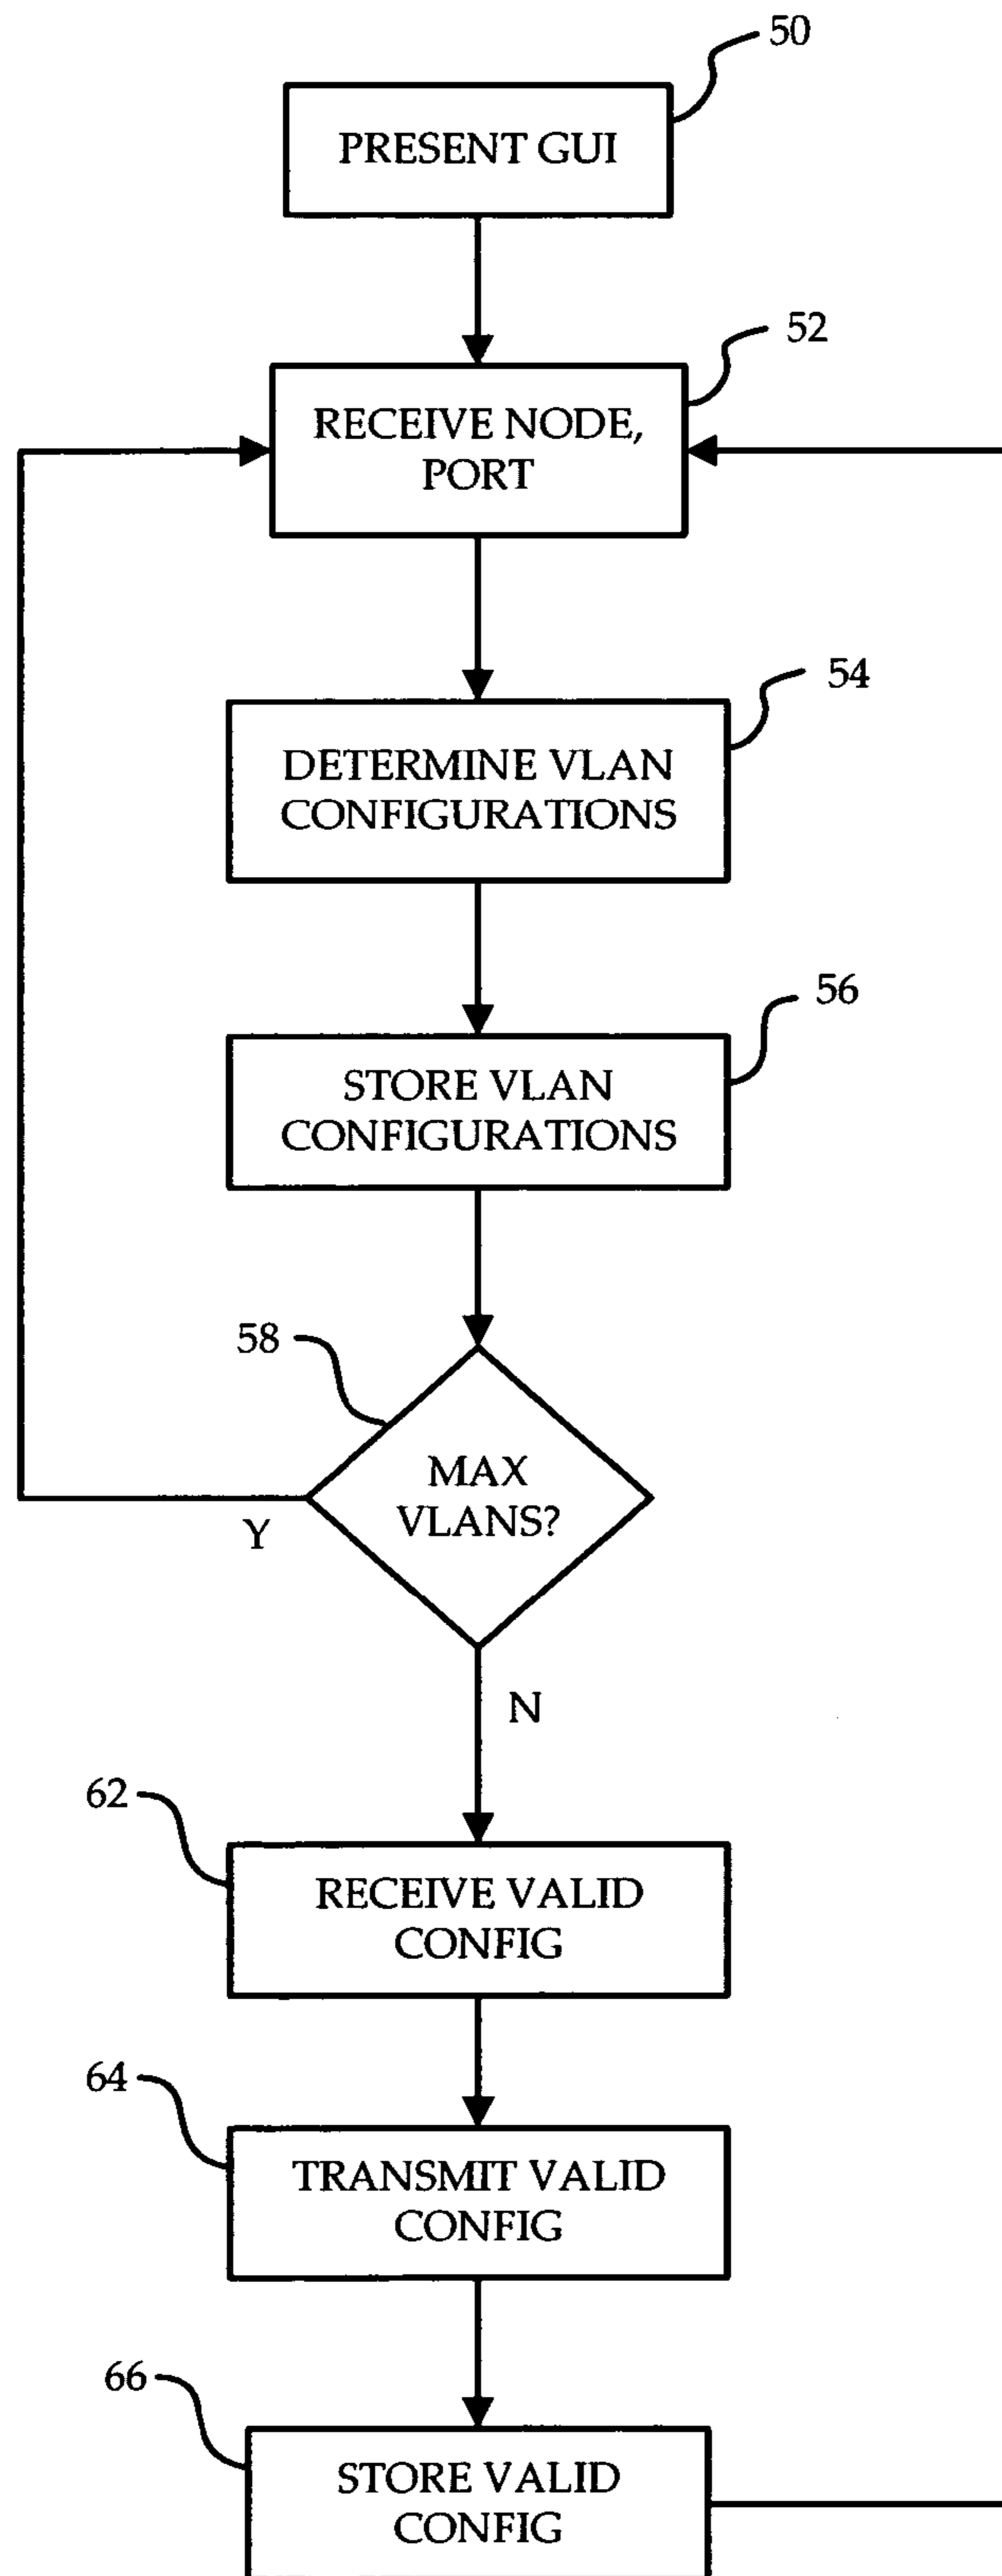 50
PRESENT GUI
52
RECEIVE NODE,
PORT
54
DETERMINE VLAN
CONFIGURATIONS
56
STORE VLAN
CONFIGURATIONS
58
MAX
VLANS?
Y
N
62
RECEIVE VALID
CONFIG
64
TRANSMIT VALID
CONFIG
66
STORE VALID
CONFIG